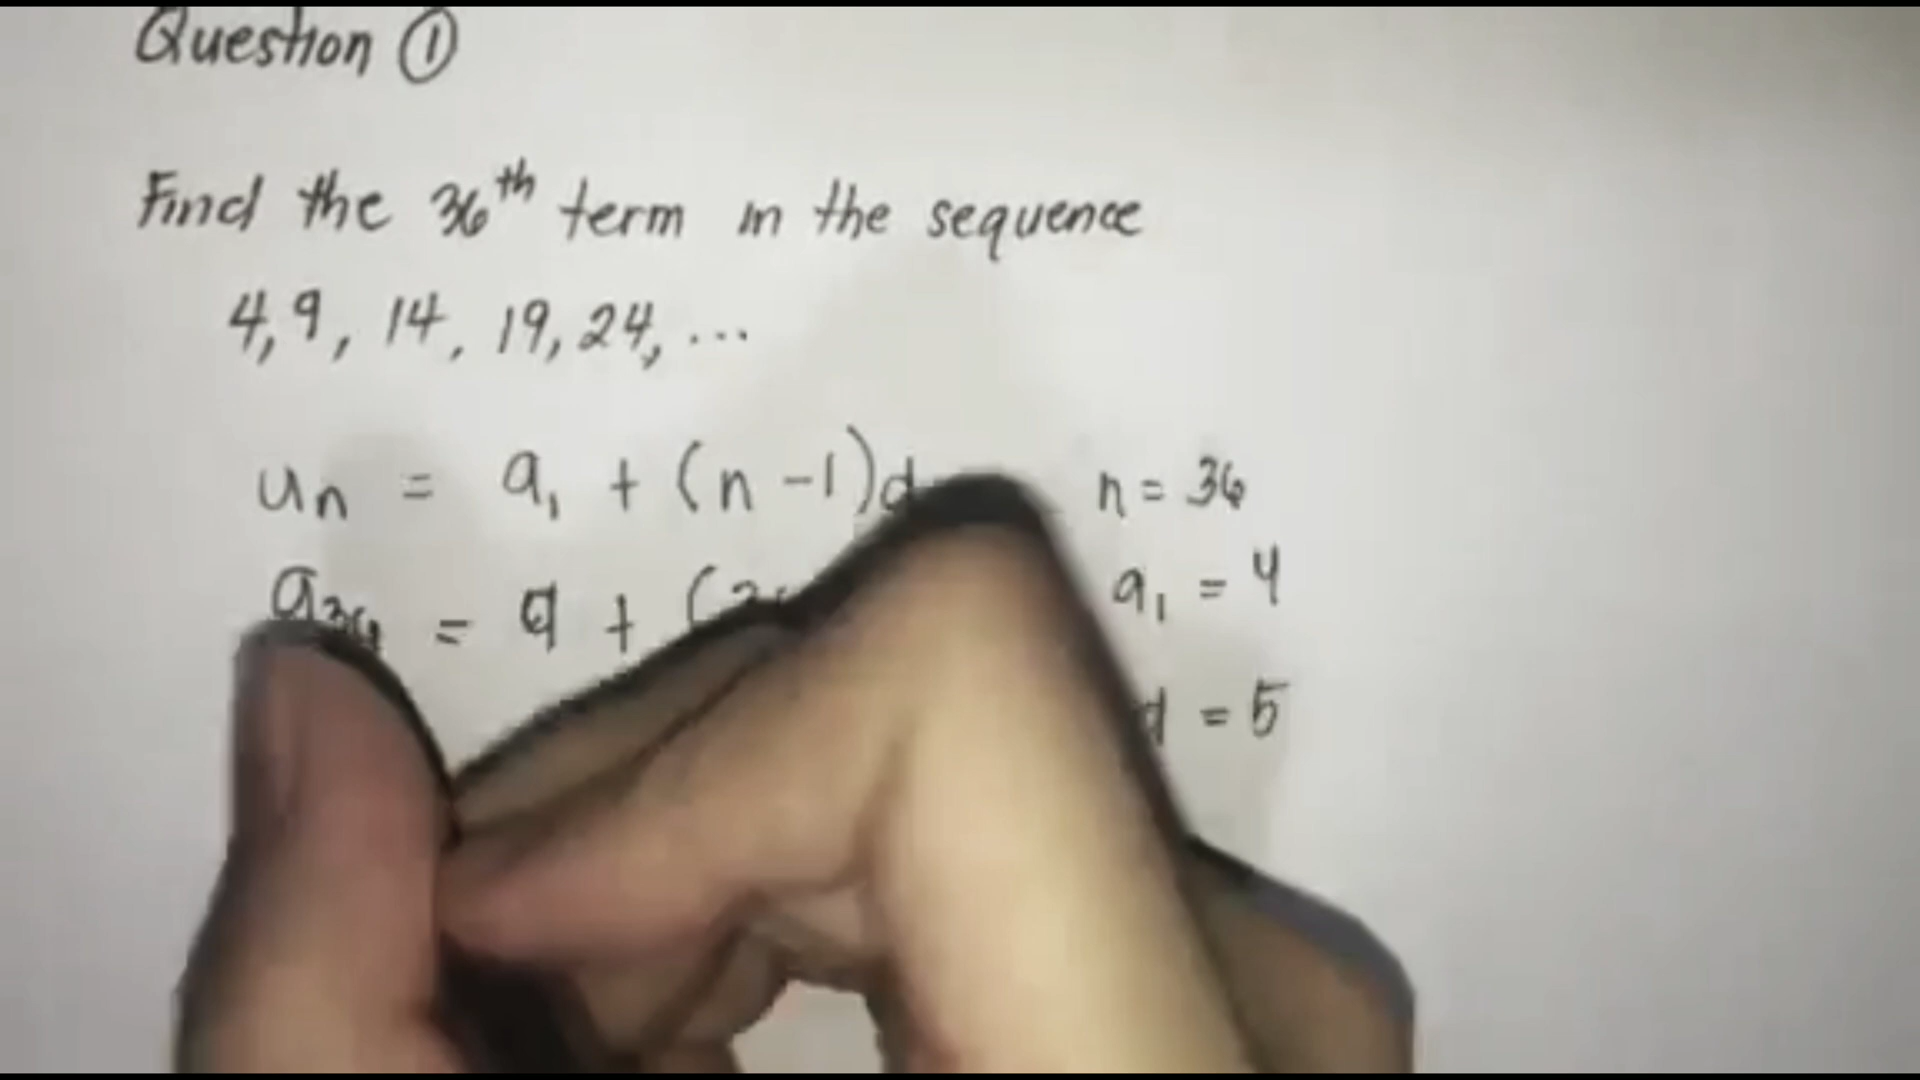 Question ①
Find the 36th term in the sequence
4, 9, 14, 19, 24, ...
un = a1 + (n - 1)d n = 36
= + ( a1 = 4
d = 5